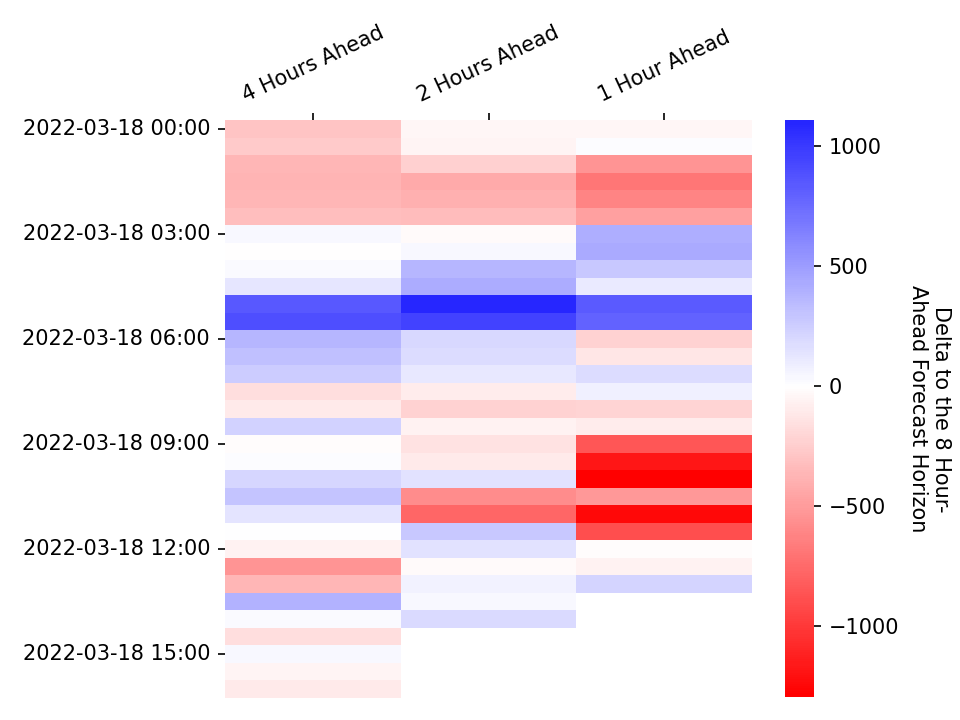 4 Hours Ahead
2 Hours Ahead
1 Hour Ahead
2022-03-18 00:00
2022-03-18 03:00
2022-03-18 06:00
2022-03-18 09:00
2022-03-18 12:00
2022-03-18 15:00
1000
500
0
−500
−1000
Delta to the 8 Hour-
Ahead Forecast Horizon